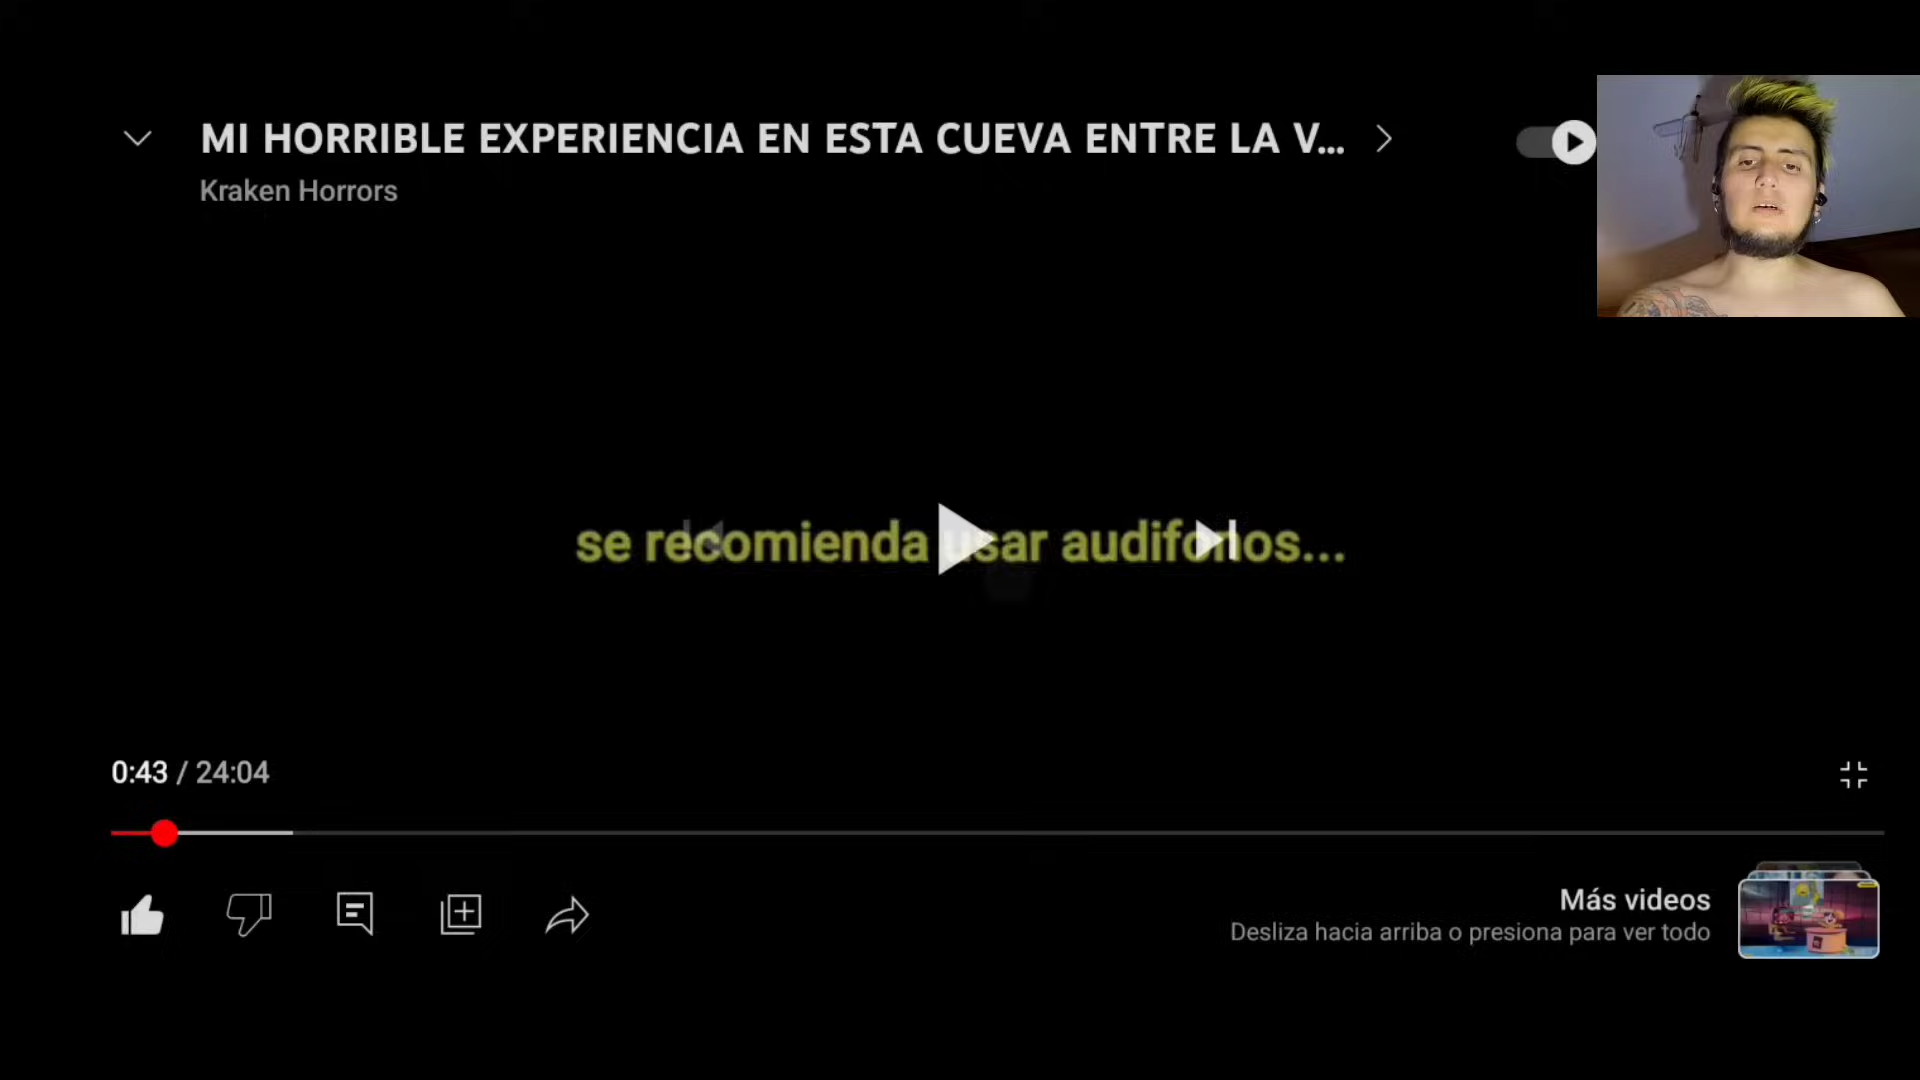 MI HORRIBLE EXPERIENCIA EN ESTA CUEVA ENTRE LA V...
Kraken Horrors
se recomienda usar audifonos...
0:43 / 24:04
Más videos
Desliza hacia arriba o presiona para ver todo